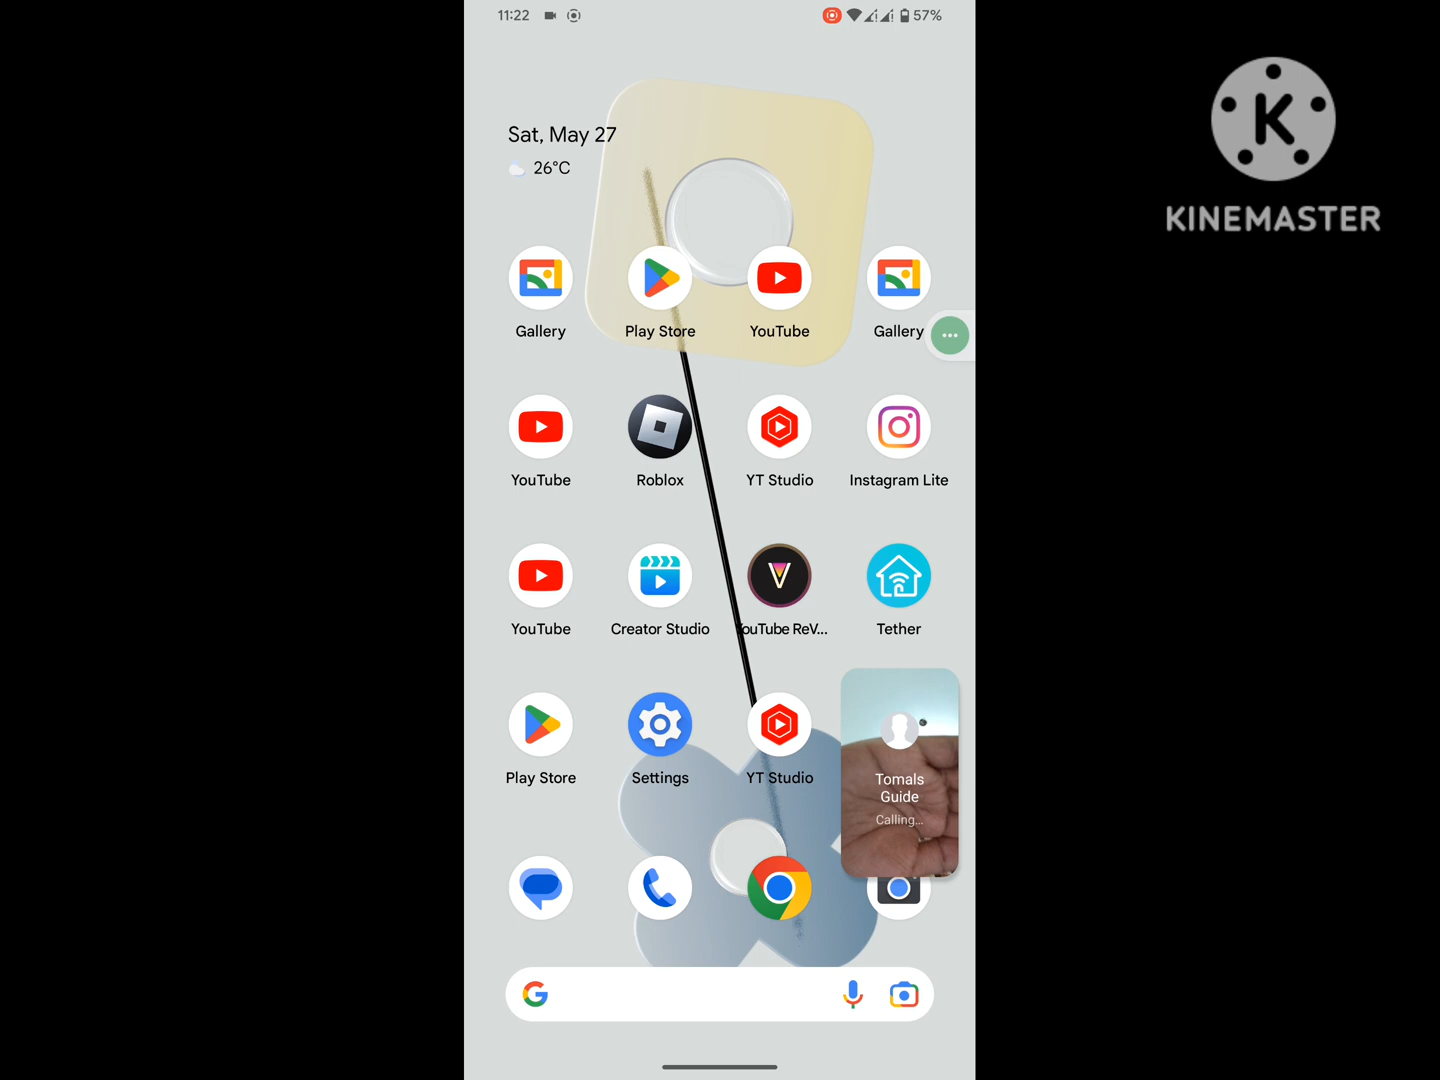 11:22
57%
KINEMASTER
Sat, May 27
26°C
Gallery
Play Store
YouTube
Gallery
YouTube
Roblox
YT Studio
Instagram Lite
YouTube
Creator Studio
YouTube ReV...
Tether
Play Store
Settings
YT Studio
Tomals
Guide
Calling...